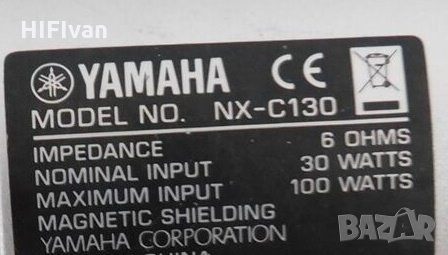 HIFIvan
YAMAHA CE
MODEL NO. NX-C130
IMPEDANCE 6 OHMS
NOMINAL INPUT 30 WATTS
MAXIMUM INPUT 100 WATTS
MAGNETIC SHIELDING
YAMAHA CORPORATION
CHINA
BAZAR